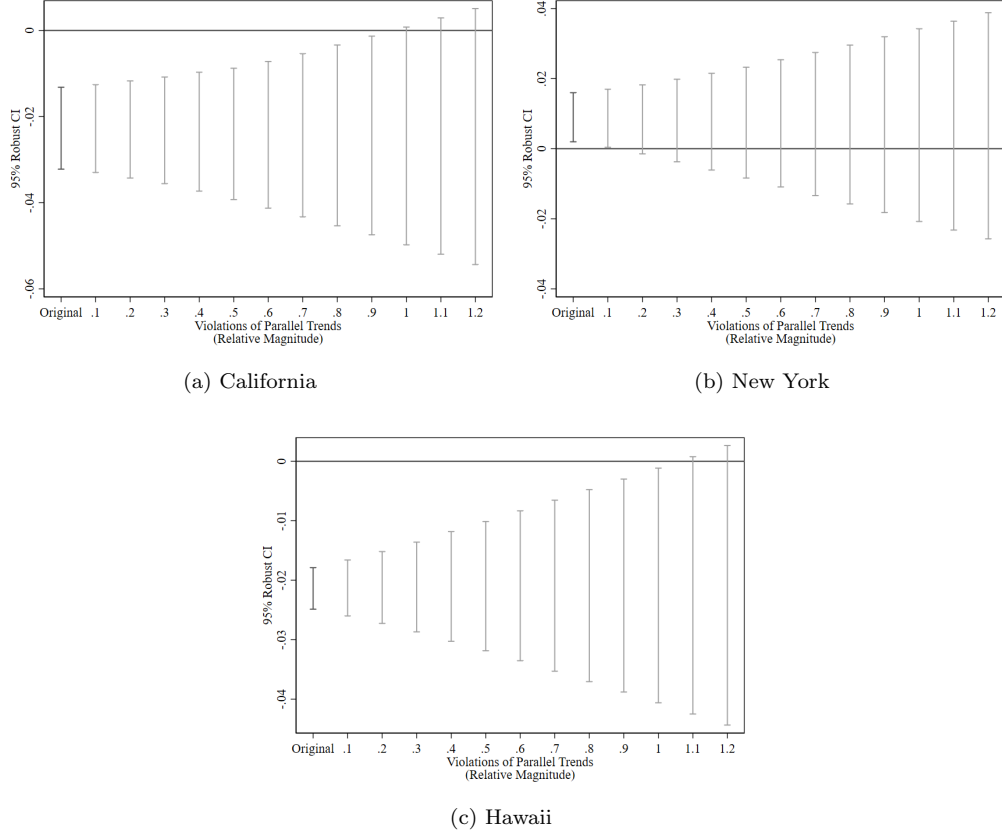 0
-.02
-.04
-.06
95% Robust CI
Original .1 .2 .3 .4 .5 .6 .7 .8 .9 1 1.1 1.2
Violations of Parallel Trends
(Relative Magnitude)
(a) California
.04
.02
0
-.02
-.04
95% Robust CI
Original .1 .2 .3 .4 .5 .6 .7 .8 .9 1 1.1 1.2
Violations of Parallel Trends
(Relative Magnitude)
(b) New York
0
-.01
-.02
-.03
-.04
95% Robust CI
Original .1 .2 .3 .4 .5 .6 .7 .8 .9 1 1.1 1.2
Violations of Parallel Trends
(Relative Magnitude)
(c) Hawaii